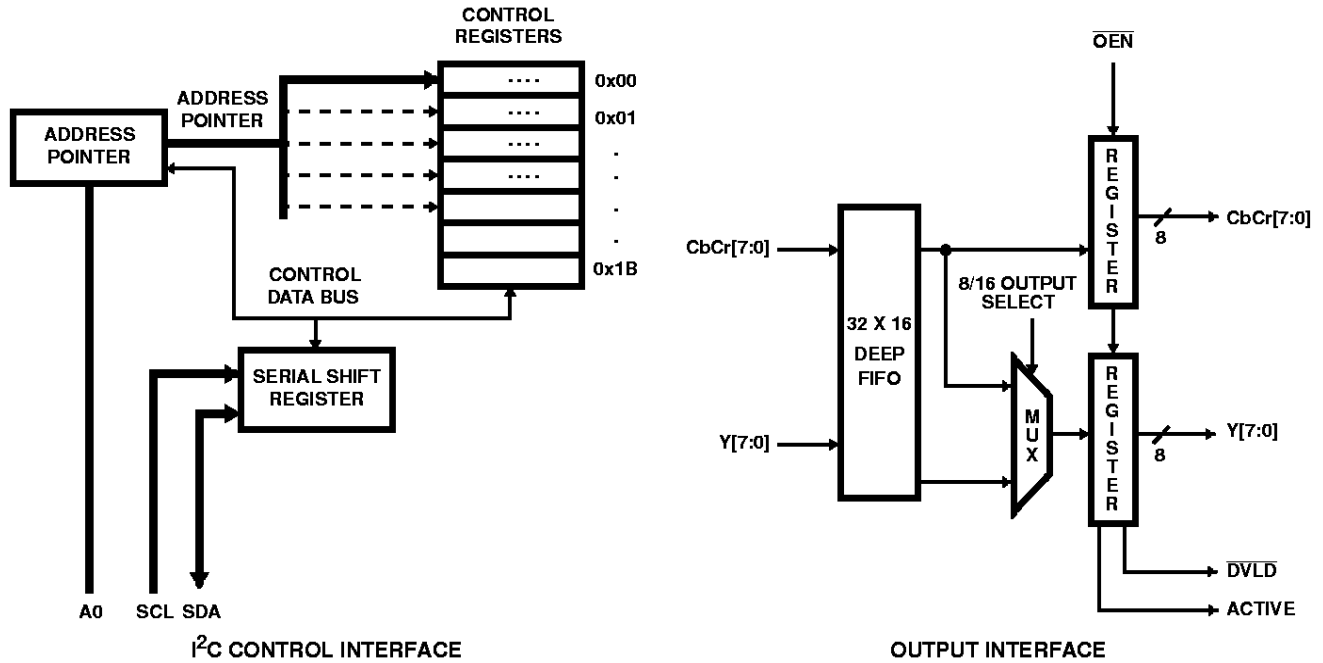 CONTROL
REGISTERS
....
0x00
....
0x01
....
.
....
.
.
.
0x1B
ADDRESS
POINTER
ADDRESS
POINTER
CONTROL
DATA BUS
SERIAL SHIFT
REGISTER
A0
SCL
SDA
I²C CONTROL INTERFACE
OEN
REGISTER
CbCr[7:0]
8
CbCr[7:0]
32 X 16
DEEP
FIFO
8/16 OUTPUT
SELECT
MUX
REGISTER
Y[7:0]
8
Y[7:0]
DVLD
ACTIVE
OUTPUT INTERFACE